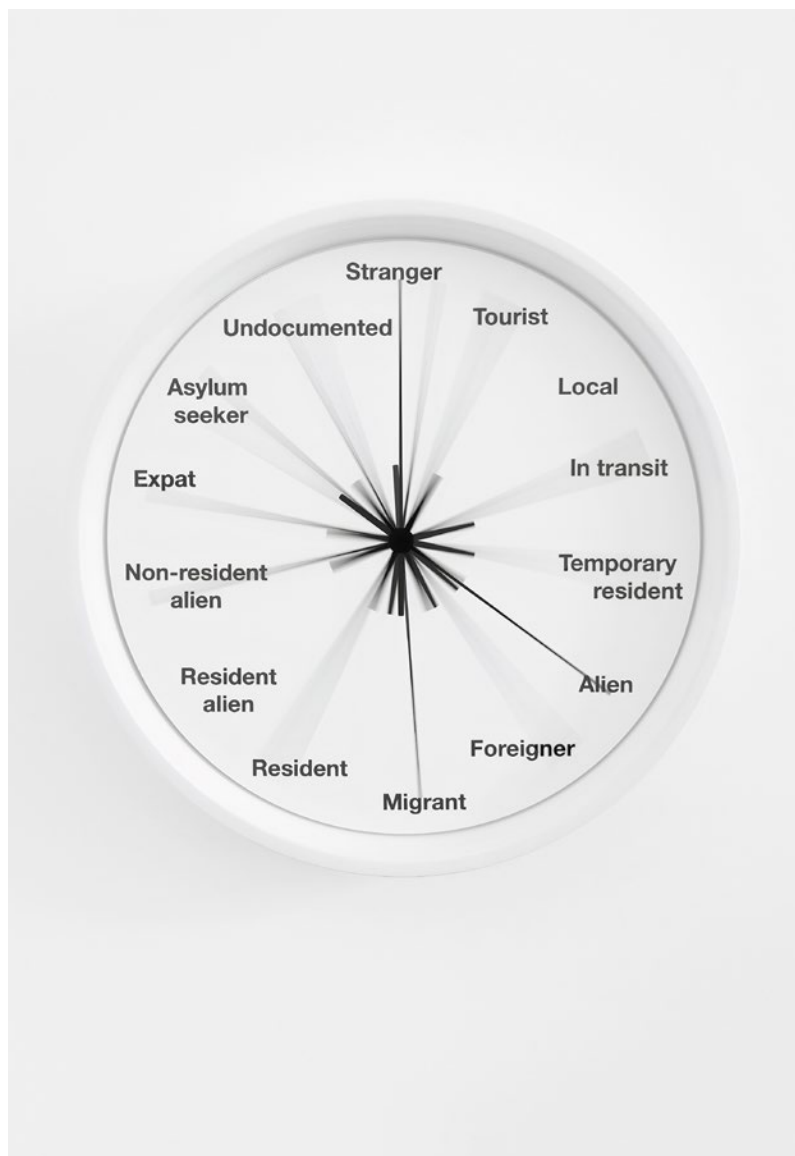 Stranger
Tourist
Local
In transit
Temporary
resident
Alien
Foreigner
Migrant
Resident
Resident
alien
Non-resident
alien
Expat
Asylum
seeker
Undocumented